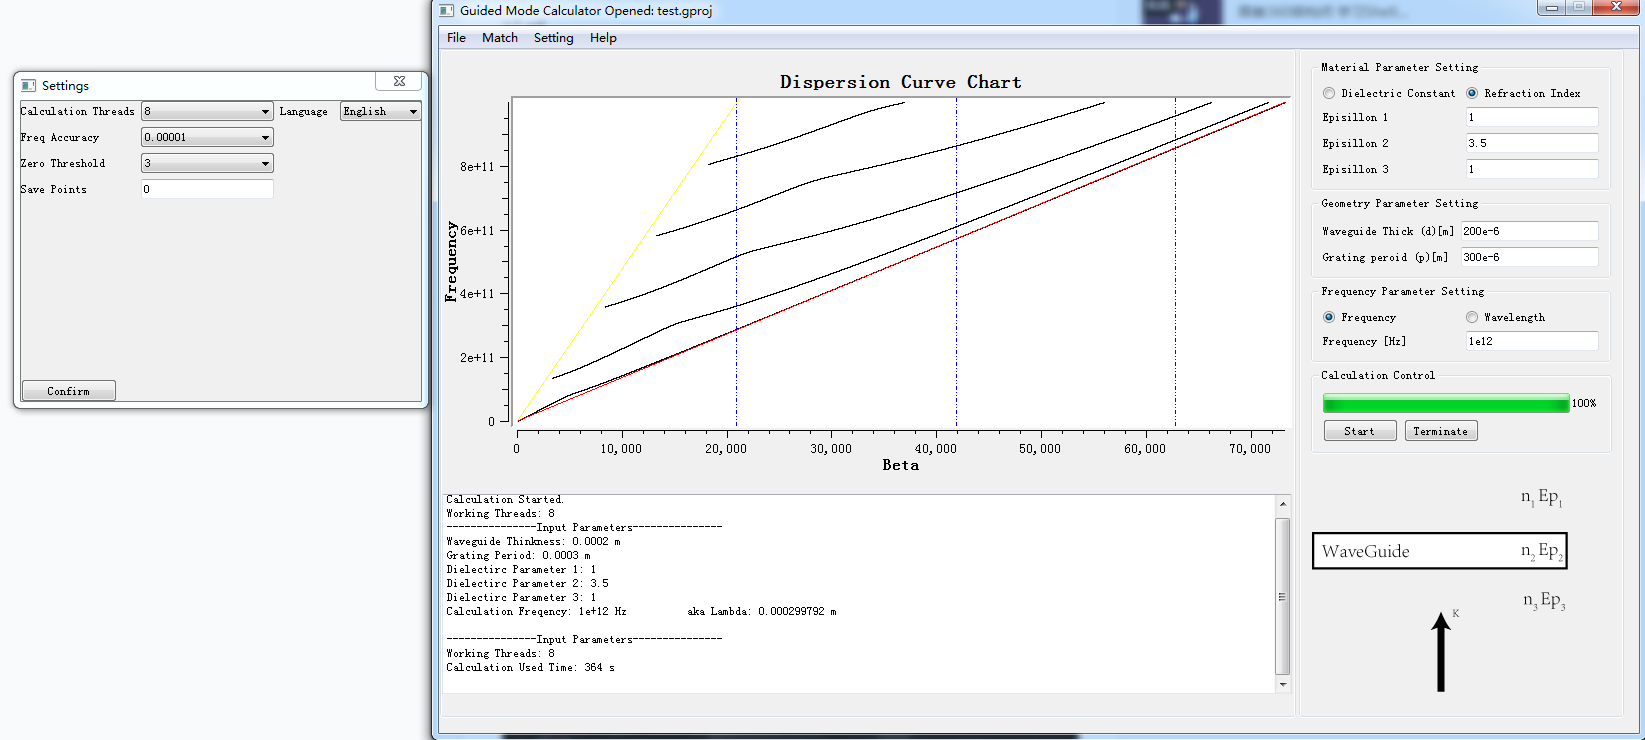 Settings
Calculation Threads 8 Language English
Freq Accuracy 0.00001
Zero Threshold 3
Save Points 0
Confirm
Guided Mode Calculator Opened: test.gproj
File Match Setting Help
Dispersion Curve Chart
Frequency
8e+11
6e+11
4e+11
2e+11
0
0 10,000 20,000 30,000 40,000 50,000 60,000 70,000
Beta
Calculation Started.
Working Threads: 8
---------------Input Parameters---------------
Waveguide Thinkness: 0.0002 m
Grating Period: 0.0003 m
Dielectirc Parameter 1: 1
Dielectirc Parameter 2: 3.5
Dielectirc Parameter 3: 1
Calculation Freqency: 1e+12 Hz aka Lambda: 0.000299792 m
---------------Input Parameters---------------
Working Threads: 8
Calculation Used Time: 364 s
Material Parameter Setting
Dielectric Constant Refraction Index
Episillon 1 1
Episillon 2 3.5
Episillon 3 1
Geometry Parameter Setting
Waveguide Thick (d)[m] 200e-6
Grating peroid (p)[m] 300e-6
Frequency Parameter Setting
Frequency Wavelength
Frequency [Hz] 1e12
Calculation Control
100%
Start Terminate
n1 Ep1
WaveGuide n2 Ep2
n3 Ep3
K